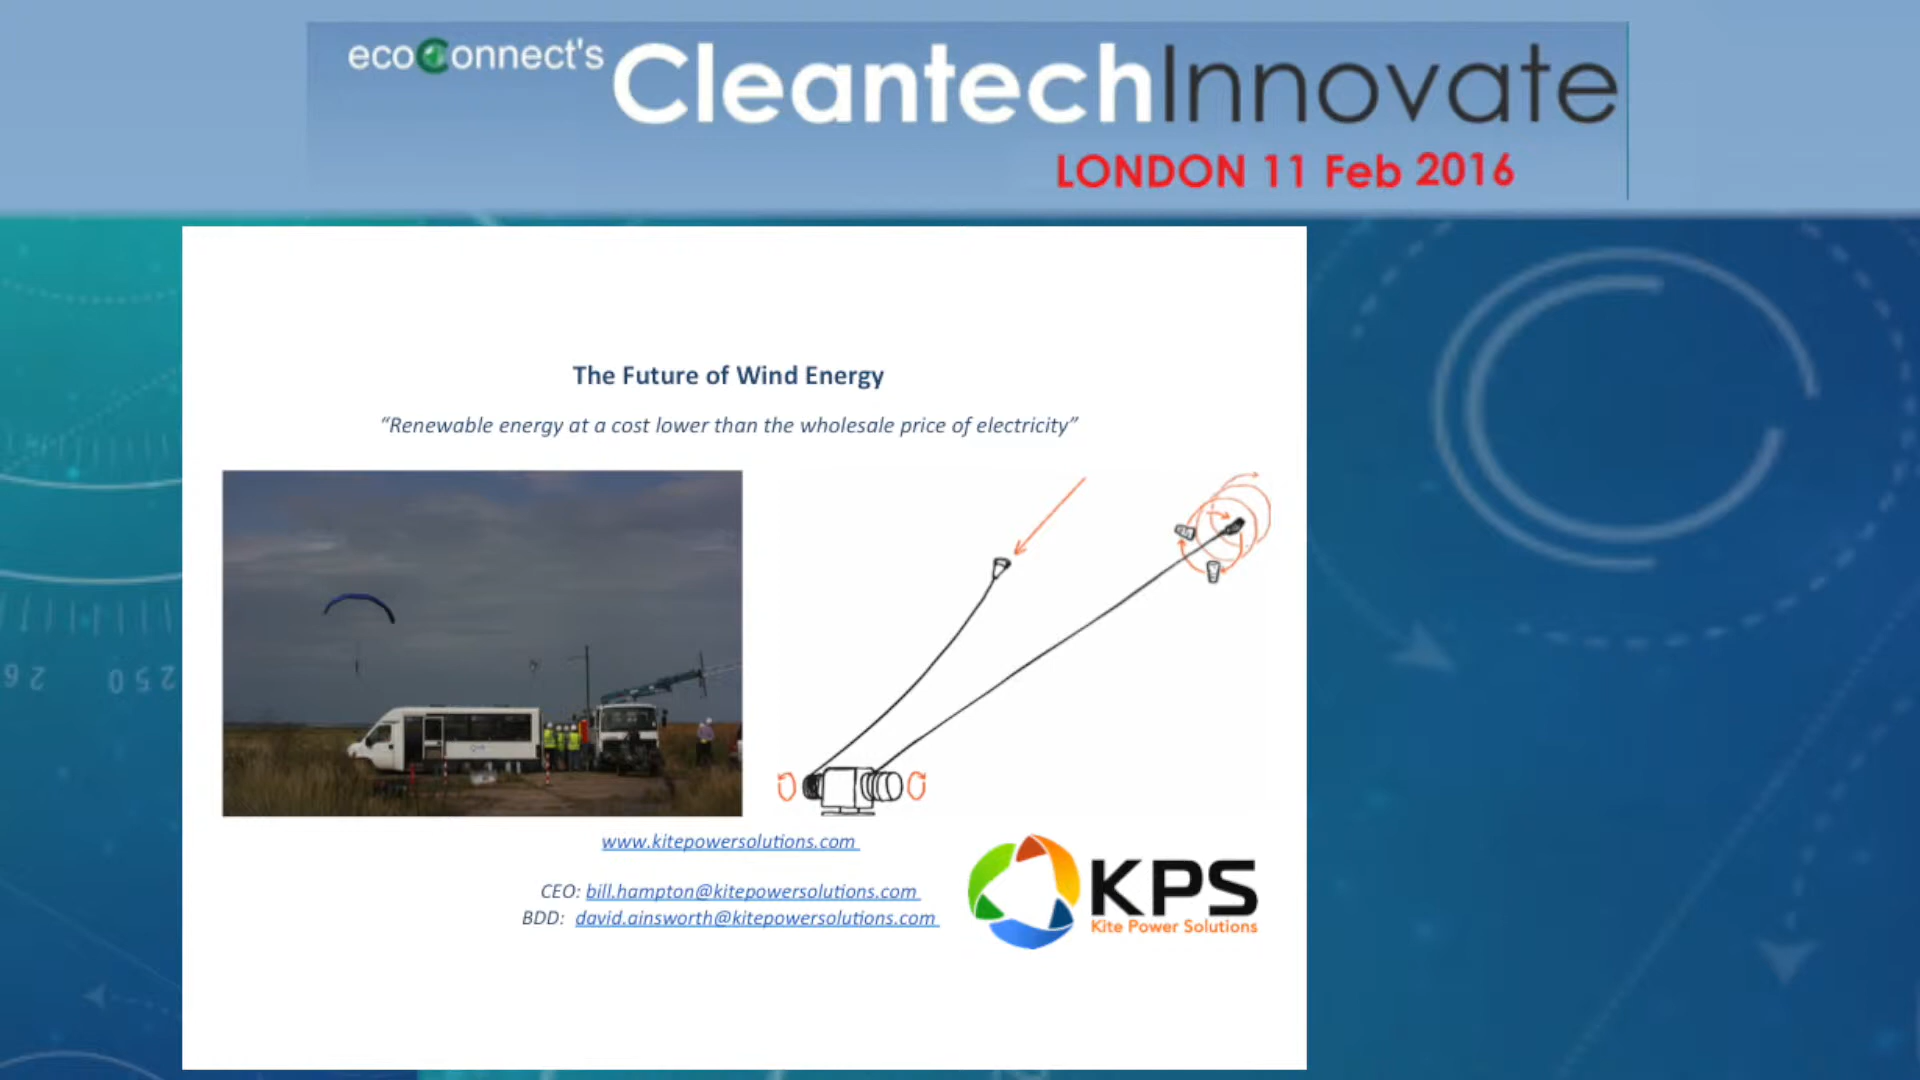 ecoConnect's CleantechInnovate
LONDON 11 Feb 2016
The Future of Wind Energy
“Renewable energy at a cost lower than the wholesale price of electricity”
www.kitepowersolutions.com
CEO: bill.hampton@kitepowersolutions.com
BDD: david.ainsworth@kitepowersolutions.com
KPS
Kite Power Solutions
250